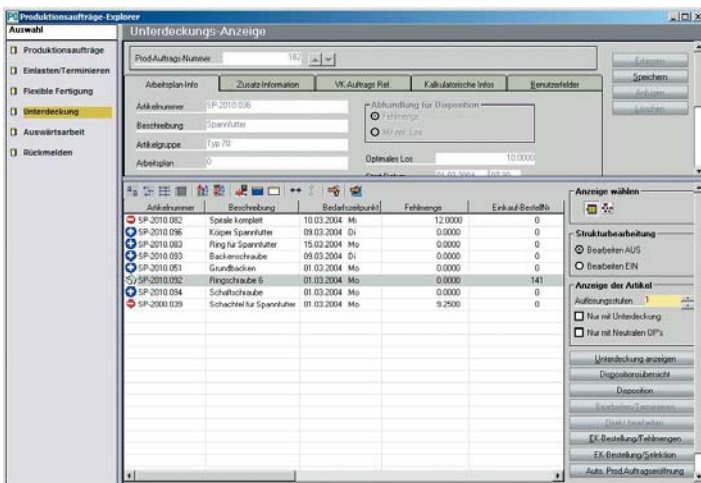 Produktionsaufträge-Explorer
Auswahl
Produktionsaufträge
Einlasten/Terminieren
Flexible Fertigung
Unterdeckung
Auswärtsarbeit
Rückmelden
Unterdeckungs-Anzeige
Prod-Auftrags-Nummer 182
Arbeitsplan-Info Zusatz-Information VK-Auftrags Ref. Kalkulatorische Infos Benutzerfelder
Artikelnummer SP-2010.036
Beschreibung Spannfutter
Artikelgruppe Typ 70
Arbeitsplan 0
Abhandlung für Disposition
Fehlmenge
Optimales Los 10.0000
01.03.2004
Erfassen
Speichern
Anfügen
Löschen
Artikelnummer Beschreibung Bedarfszeitpunkt Fehlmenge Einkauf-BestellNr
SP-2010.082 Spirale komplett 10.03.2004 Mi 12.0000 0
SP-2010.096 Körper Spannfutter 09.03.2004 Di 0.0000 0
SP-2010.083 Ring für Spannfutter 15.03.2004 Mo 0.0000 0
SP-2010.093 Backenschraube 09.03.2004 Di 0.0000 0
SP-2010.051 Grundbacken 01.03.2004 Mo 0.0000 0
SP-2010.092 Ringschraube 6 01.03.2004 Mo 0.0000 141
SP-2010.094 Schaftschraube 01.03.2004 Mo 0.0000 0
SP-2000.039 Schachtel für Spannfutter 01.03.2004 Mo 9.2500 0
Anzeige wählen
Strukturbearbeitung
Bearbeiten AUS
Bearbeiten EIN
Anzeige der Artikel
Auflösungsstufen 1
Nur mit Unterdeckung
Nur mit Neutralen OP's
Unterdeckung anzeigen
Dispositionsübersicht
Disposition
Einlasten/Terminieren
Direkt bearbeiten
EK-Bestellung/Fehlmengen
EK-Bestellung/Selektion
Auto. Prod.Auftragseröffnung